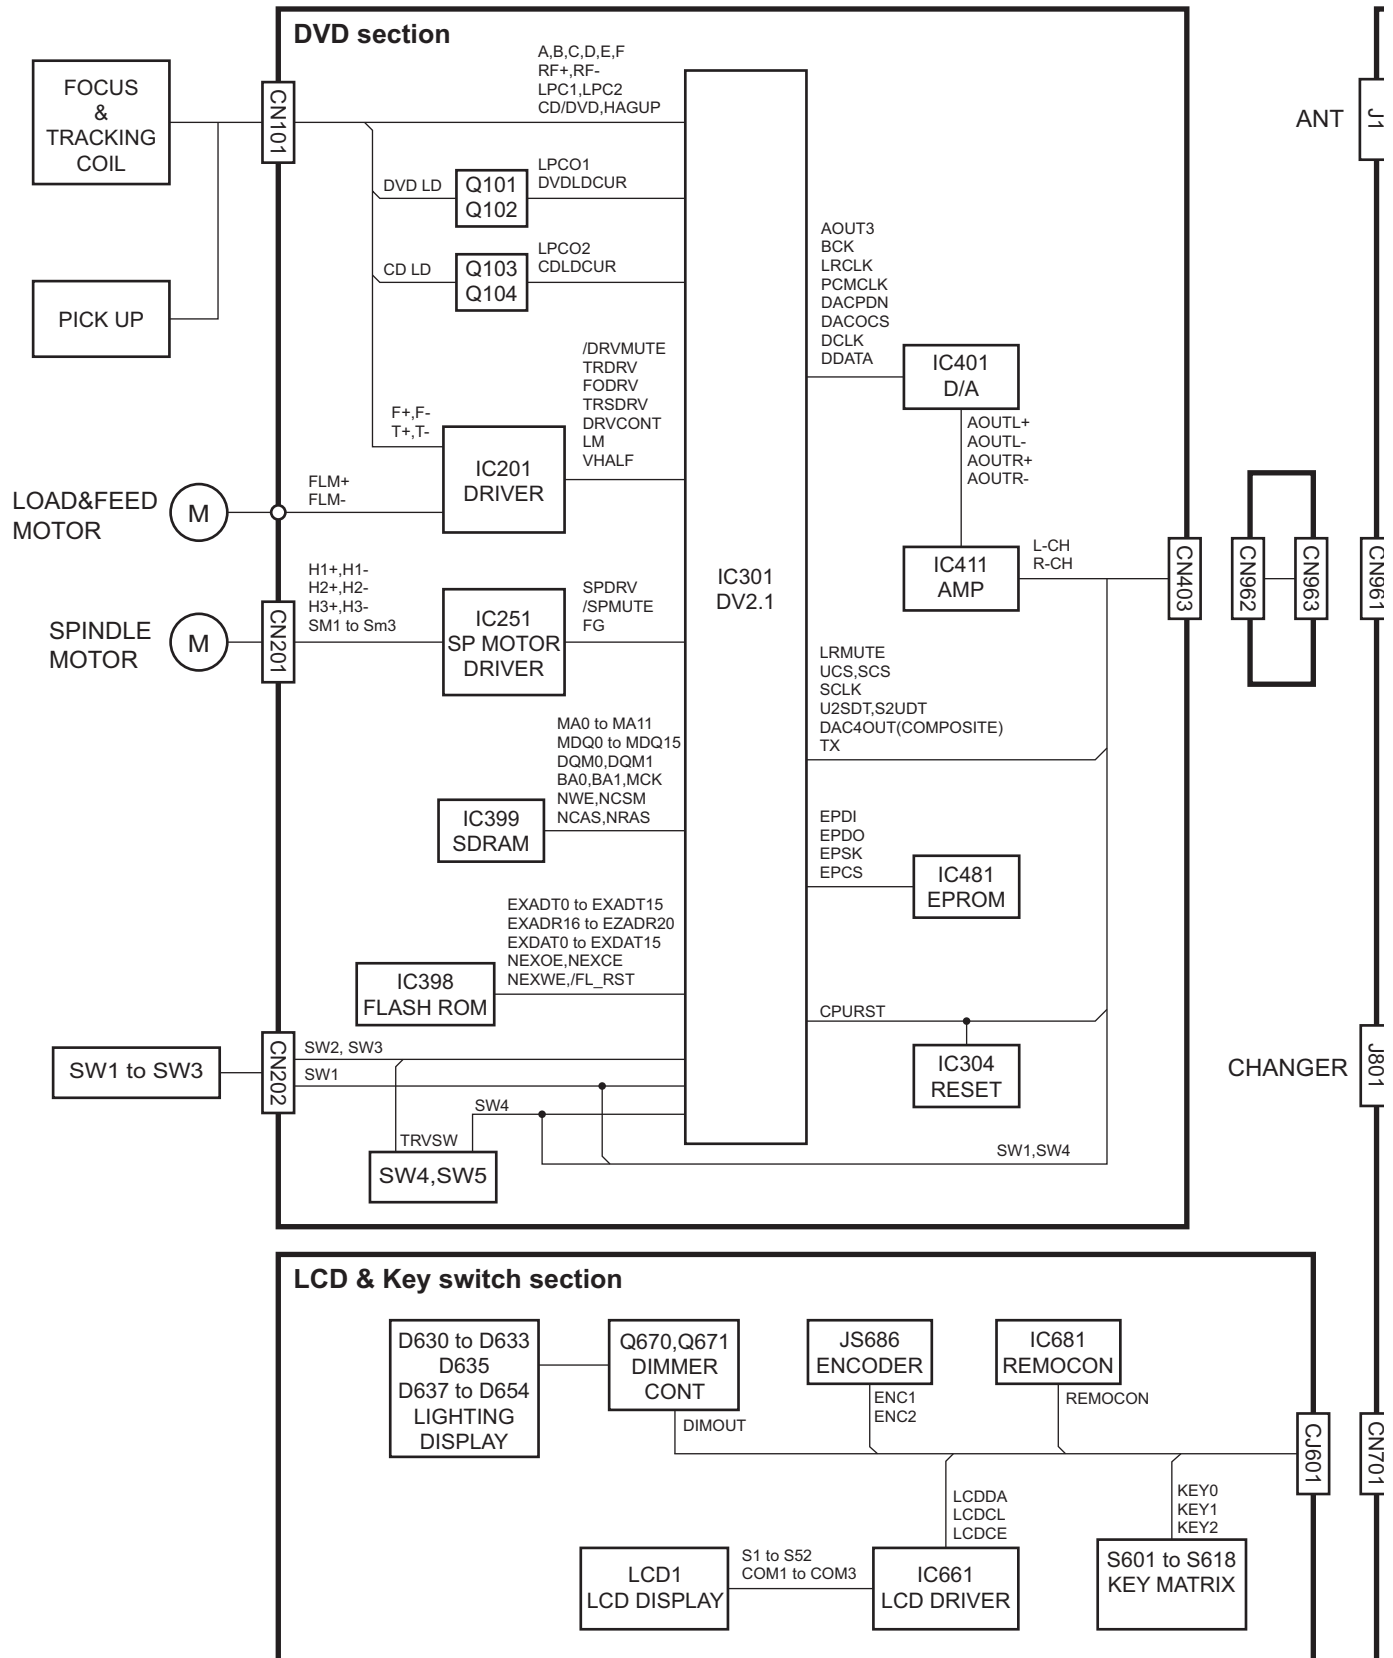 DVD section
FOCUS
&
TRACKING
COIL
PICK UP
CN101
A,B,C,D,E,F
RF+,RF-
LPC1,LPC2
CD/DVD,HAGUP
DVD LD
Q101
Q102
LPCO1
DVDLDCUR
CD LD
Q103
Q104
LPCO2
CDLDCUR
/DRVMUTE
TRDRV
FODRV
TRSDRV
DRVCONT
LM
VHALF
F+,F-
T+,T-
IC201
DRIVER
LOAD&FEED
MOTOR
M
FLM+
FLM-
SPINDLE
MOTOR
M
CN201
H1+,H1-
H2+,H2-
H3+,H3-
SM1 to Sm3
IC251
SP MOTOR
DRIVER
SPDRV
/SPMUTE
FG
MA0 to MA11
MDQ0 to MDQ15
DQM0,DQM1
BA0,BA1,MCK
NWE,NCSM
NCAS,NRAS
IC399
SDRAM
EXADT0 to EXADT15
EXADR16 to EZADR20
EXDAT0 to EXDAT15
NEXOE,NEXCE
NEXWE,/FL_RST
IC398
FLASH ROM
SW1 to SW3
CN202
SW2, SW3
SW1
SW4
TRVSW
SW4,SW5
IC301
DV2.1
AOUT3
BCK
LRCLK
PCMCLK
DACPDN
DACOCS
DCLK
DDATA
IC401
D/A
AOUTL+
AOUTL-
AOUTR+
AOUTR-
IC411
AMP
L-CH
R-CH
CN403
LRMUTE
UCS,SCS
SCLK
U2SDT,S2UDT
DAC4OUT(COMPOSITE)
TX
EPDI
EPDO
EPSK
EPCS
IC481
EPROM
CPURST
IC304
RESET
SW1,SW4
CN962
CN963
ANT
J1
CN961
CHANGER
J801
CN701
LCD & Key switch section
D630 to D633
D635
D637 to D654
LIGHTING
DISPLAY
Q670,Q671
DIMMER
CONT
DIMOUT
JS686
ENCODER
ENC1
ENC2
IC681
REMOCON
REMOCON
CJ601
LCDDA
LCDCL
LCDCE
KEY0
KEY1
KEY2
LCD1
LCD DISPLAY
S1 to S52
COM1 to COM3
IC661
LCD DRIVER
S601 to S618
KEY MATRIX